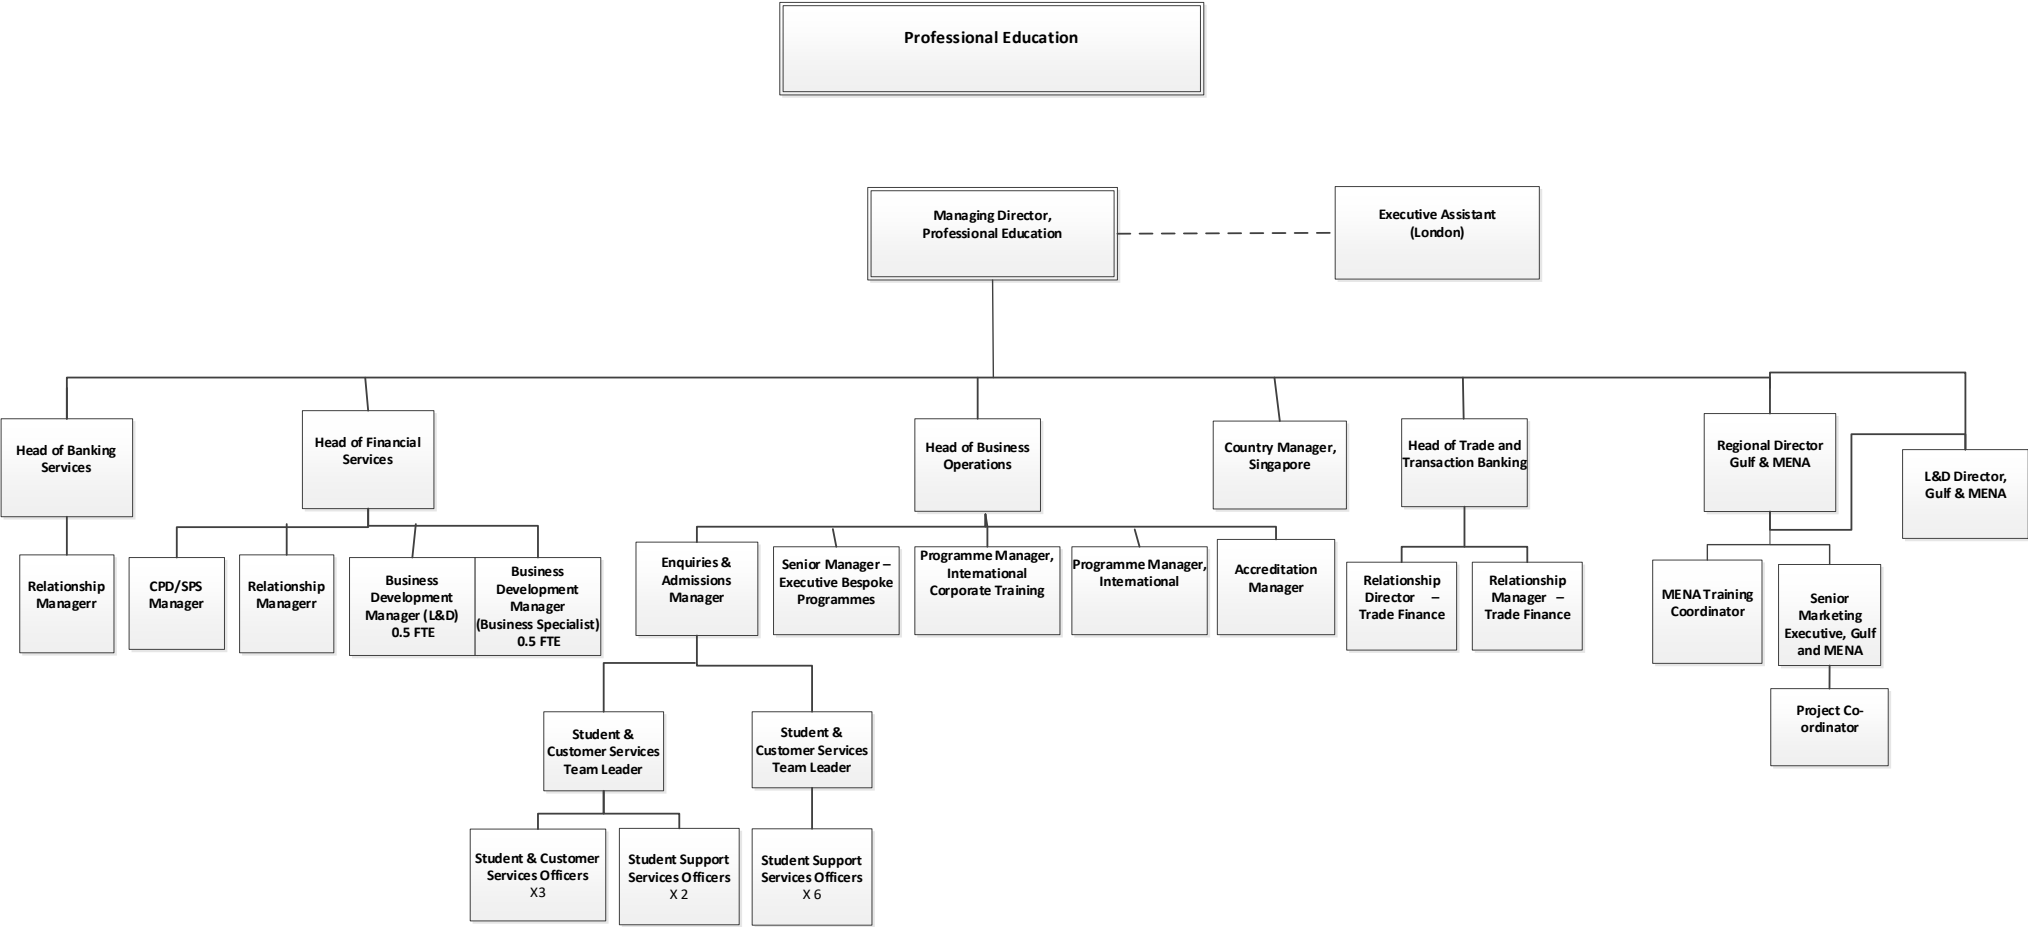 Professional Education
Managing Director,
Professional Education
Executive Assistant
(London)
Head of Banking
Services
Head of Financial
Services
Head of Business
Operations
Country Manager,
Singapore
Head of Trade and
Transaction Banking
Regional Director
Gulf & MENA
L&D Director,
Gulf & MENA
Relationship
Managerr
CPD/SPS
Manager
Relationship
Managerr
Business
Development
Manager (L&D)
0.5 FTE
Business
Development
Manager
(Business Specialist)
0.5 FTE
Enquiries &
Admissions
Manager
Senior Manager –
Executive Bespoke
Programmes
Programme Manager,
International
Corporate Training
Programme Manager,
International
Accreditation
Manager
Relationship
Director –
Trade Finance
Relationship
Manager –
Trade Finance
MENA Training
Coordinator
Senior
Marketing
Executive, Gulf
and MENA
Project Co-
ordinator
Student &
Customer Services
Team Leader
Student &
Customer Services
Team Leader
Student & Customer
Services Officers
X3
Student Support
Services Officers
X 2
Student Support
Services Officers
X 6